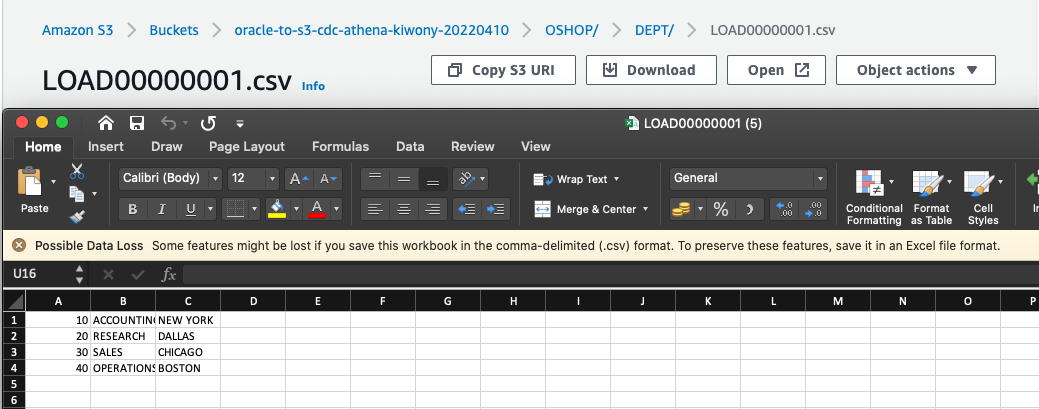 Amazon S3 > Buckets > oracle-to-s3-cdc-athena-kiwony-20220410 > OSHOP/ > DEPT/ > LOAD00000001.csv
LOAD00000001.csv Info
Copy S3 URI Download Open Object actions ▼
LOAD00000001 (5)
Home Insert Draw Page Layout Formulas Data Review View
Paste
Calibri (Body) 12 A A
B I U A
Wrap Text
Merge & Center
General
% .00 .00
Conditional Formatting
Format as Table
Cell Styles
Possible Data Loss Some features might be lost if you save this workbook in the comma-delimited (.csv) format. To preserve these features, save it in an Excel file format.
U16 fx
A B C D E F G H I J K L M N O P
1 10 ACCOUNTIN NEW YORK
2 20 RESEARCH DALLAS
3 30 SALES CHICAGO
4 40 OPERATIONS BOSTON
5
6